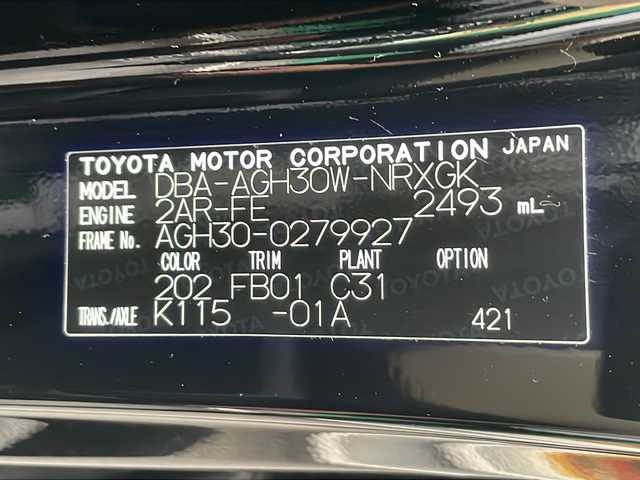 TOYOTA MOTOR CORPORATION JAPAN
MODEL DBA-AGH30W-NRXGK
ENGINE 2AR-FE 2493 mL
FRAME No. AGH30-0279927
COLOR TRIM PLANT OPTION
202 FB01 C31
TRANS./AXLE K115 -01A 421